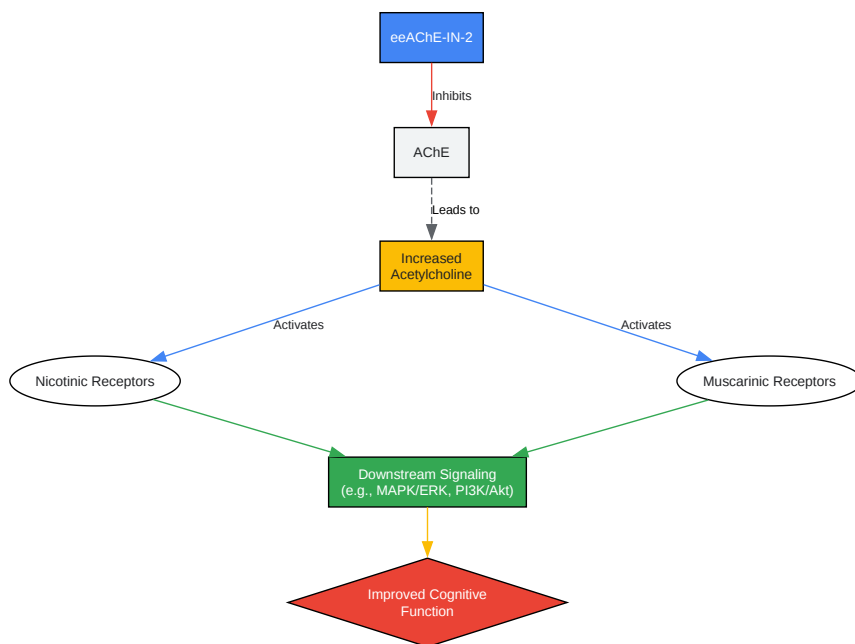 eeAChE-IN-2
Inhibits
AChE
Leads to
Increased
Acetylcholine
Activates
Activates
Nicotinic Receptors
Muscarinic Receptors
Downstream Signaling
(e.g., MAPK/ERK, PI3K/Akt)
Improved Cognitive
Function